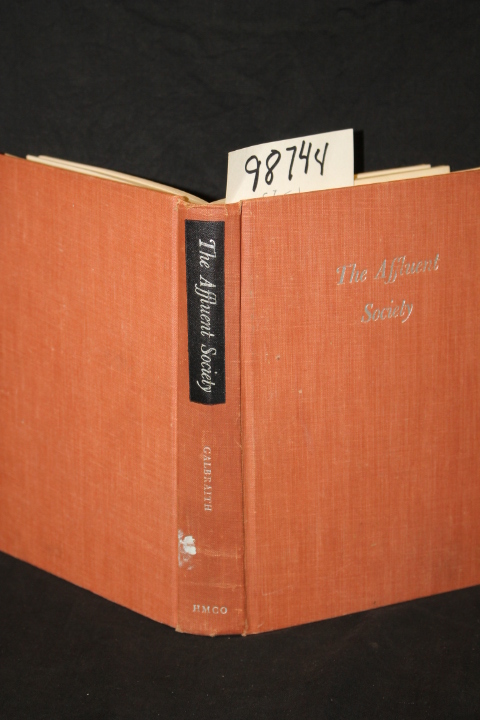 98744
The Affluent Society
GALBRAITH
HMCO
The Affluent
Society